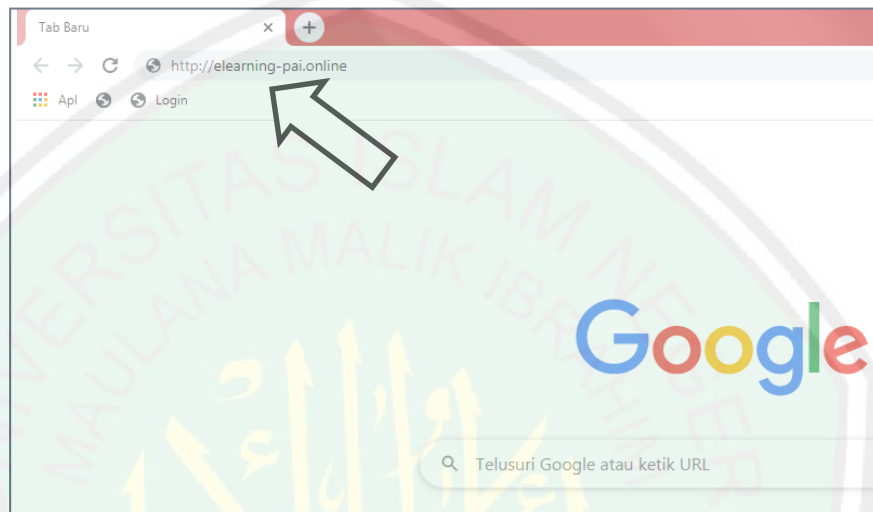 Tab Baru
http://elearning-pai.online
Apl Login
UNIVERSITAS ISLAM NEGERI
MAULANA MALIK IBRAHIM
Google
Telusuri Google atau ketik URL